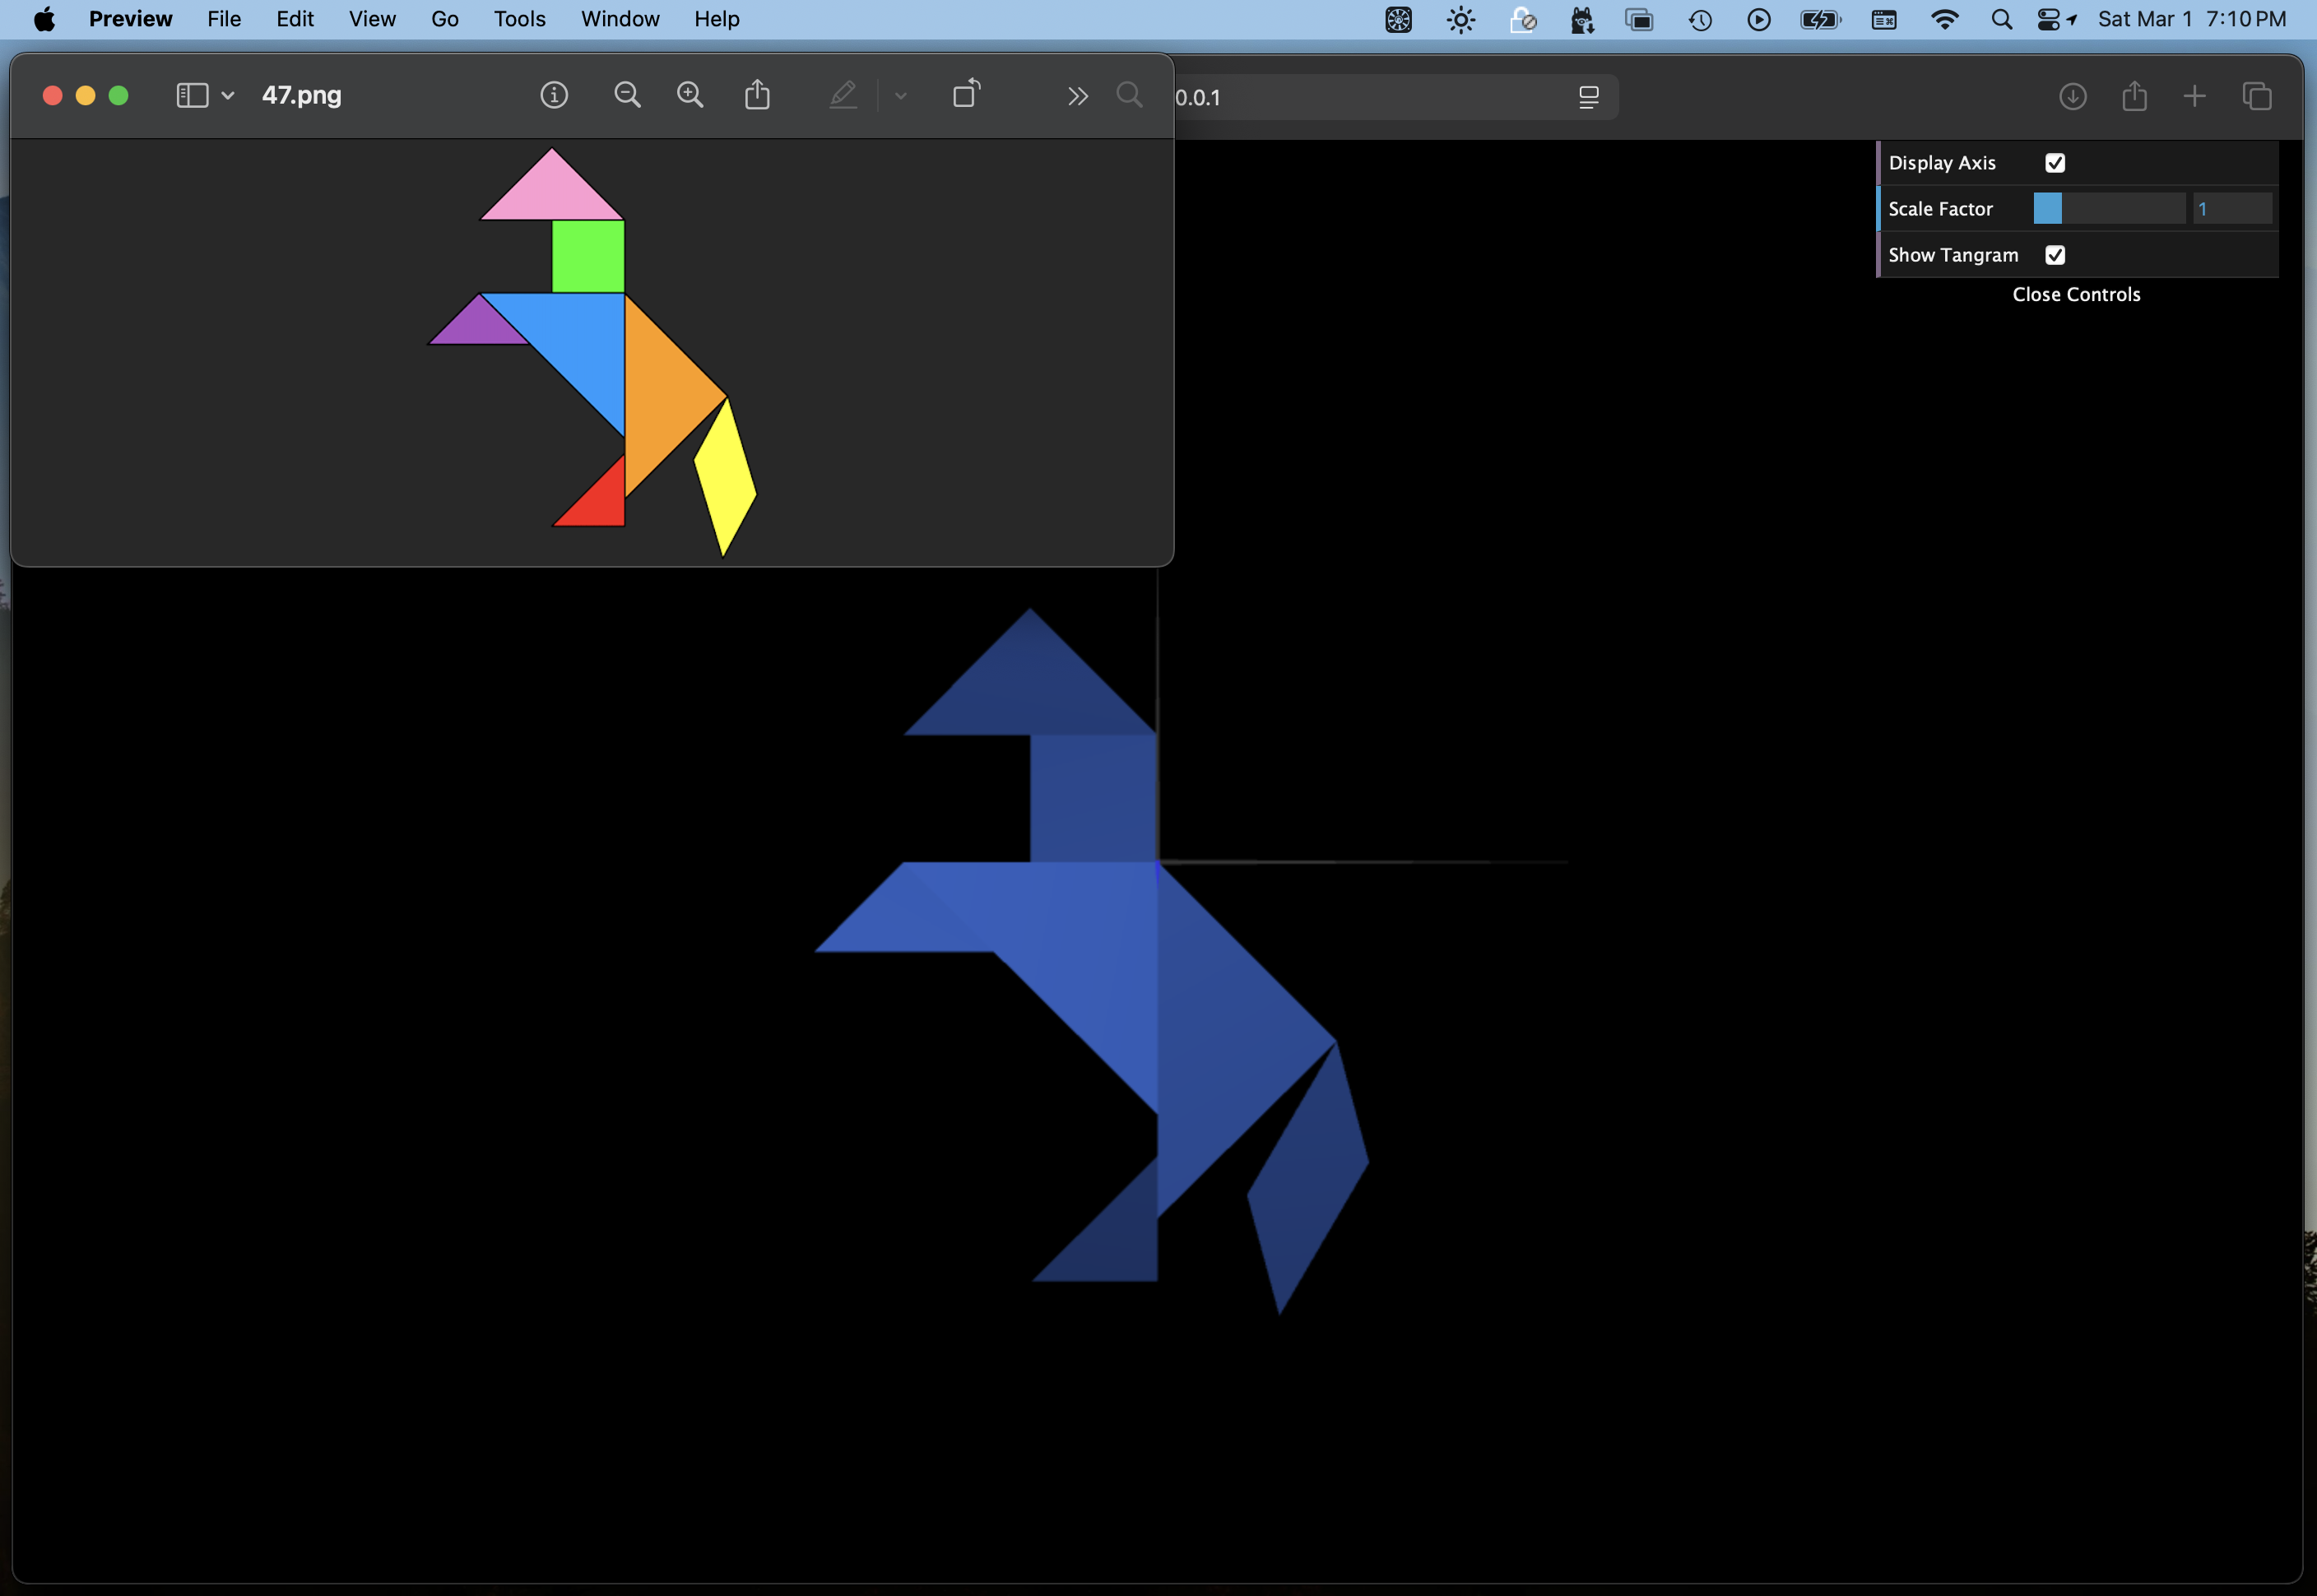 Preview File Edit View Go Tools Window Help Sat Mar 1 7:10 PM
47.png
0.0.1
Display Axis
Scale Factor 1
Show Tangram
Close Controls